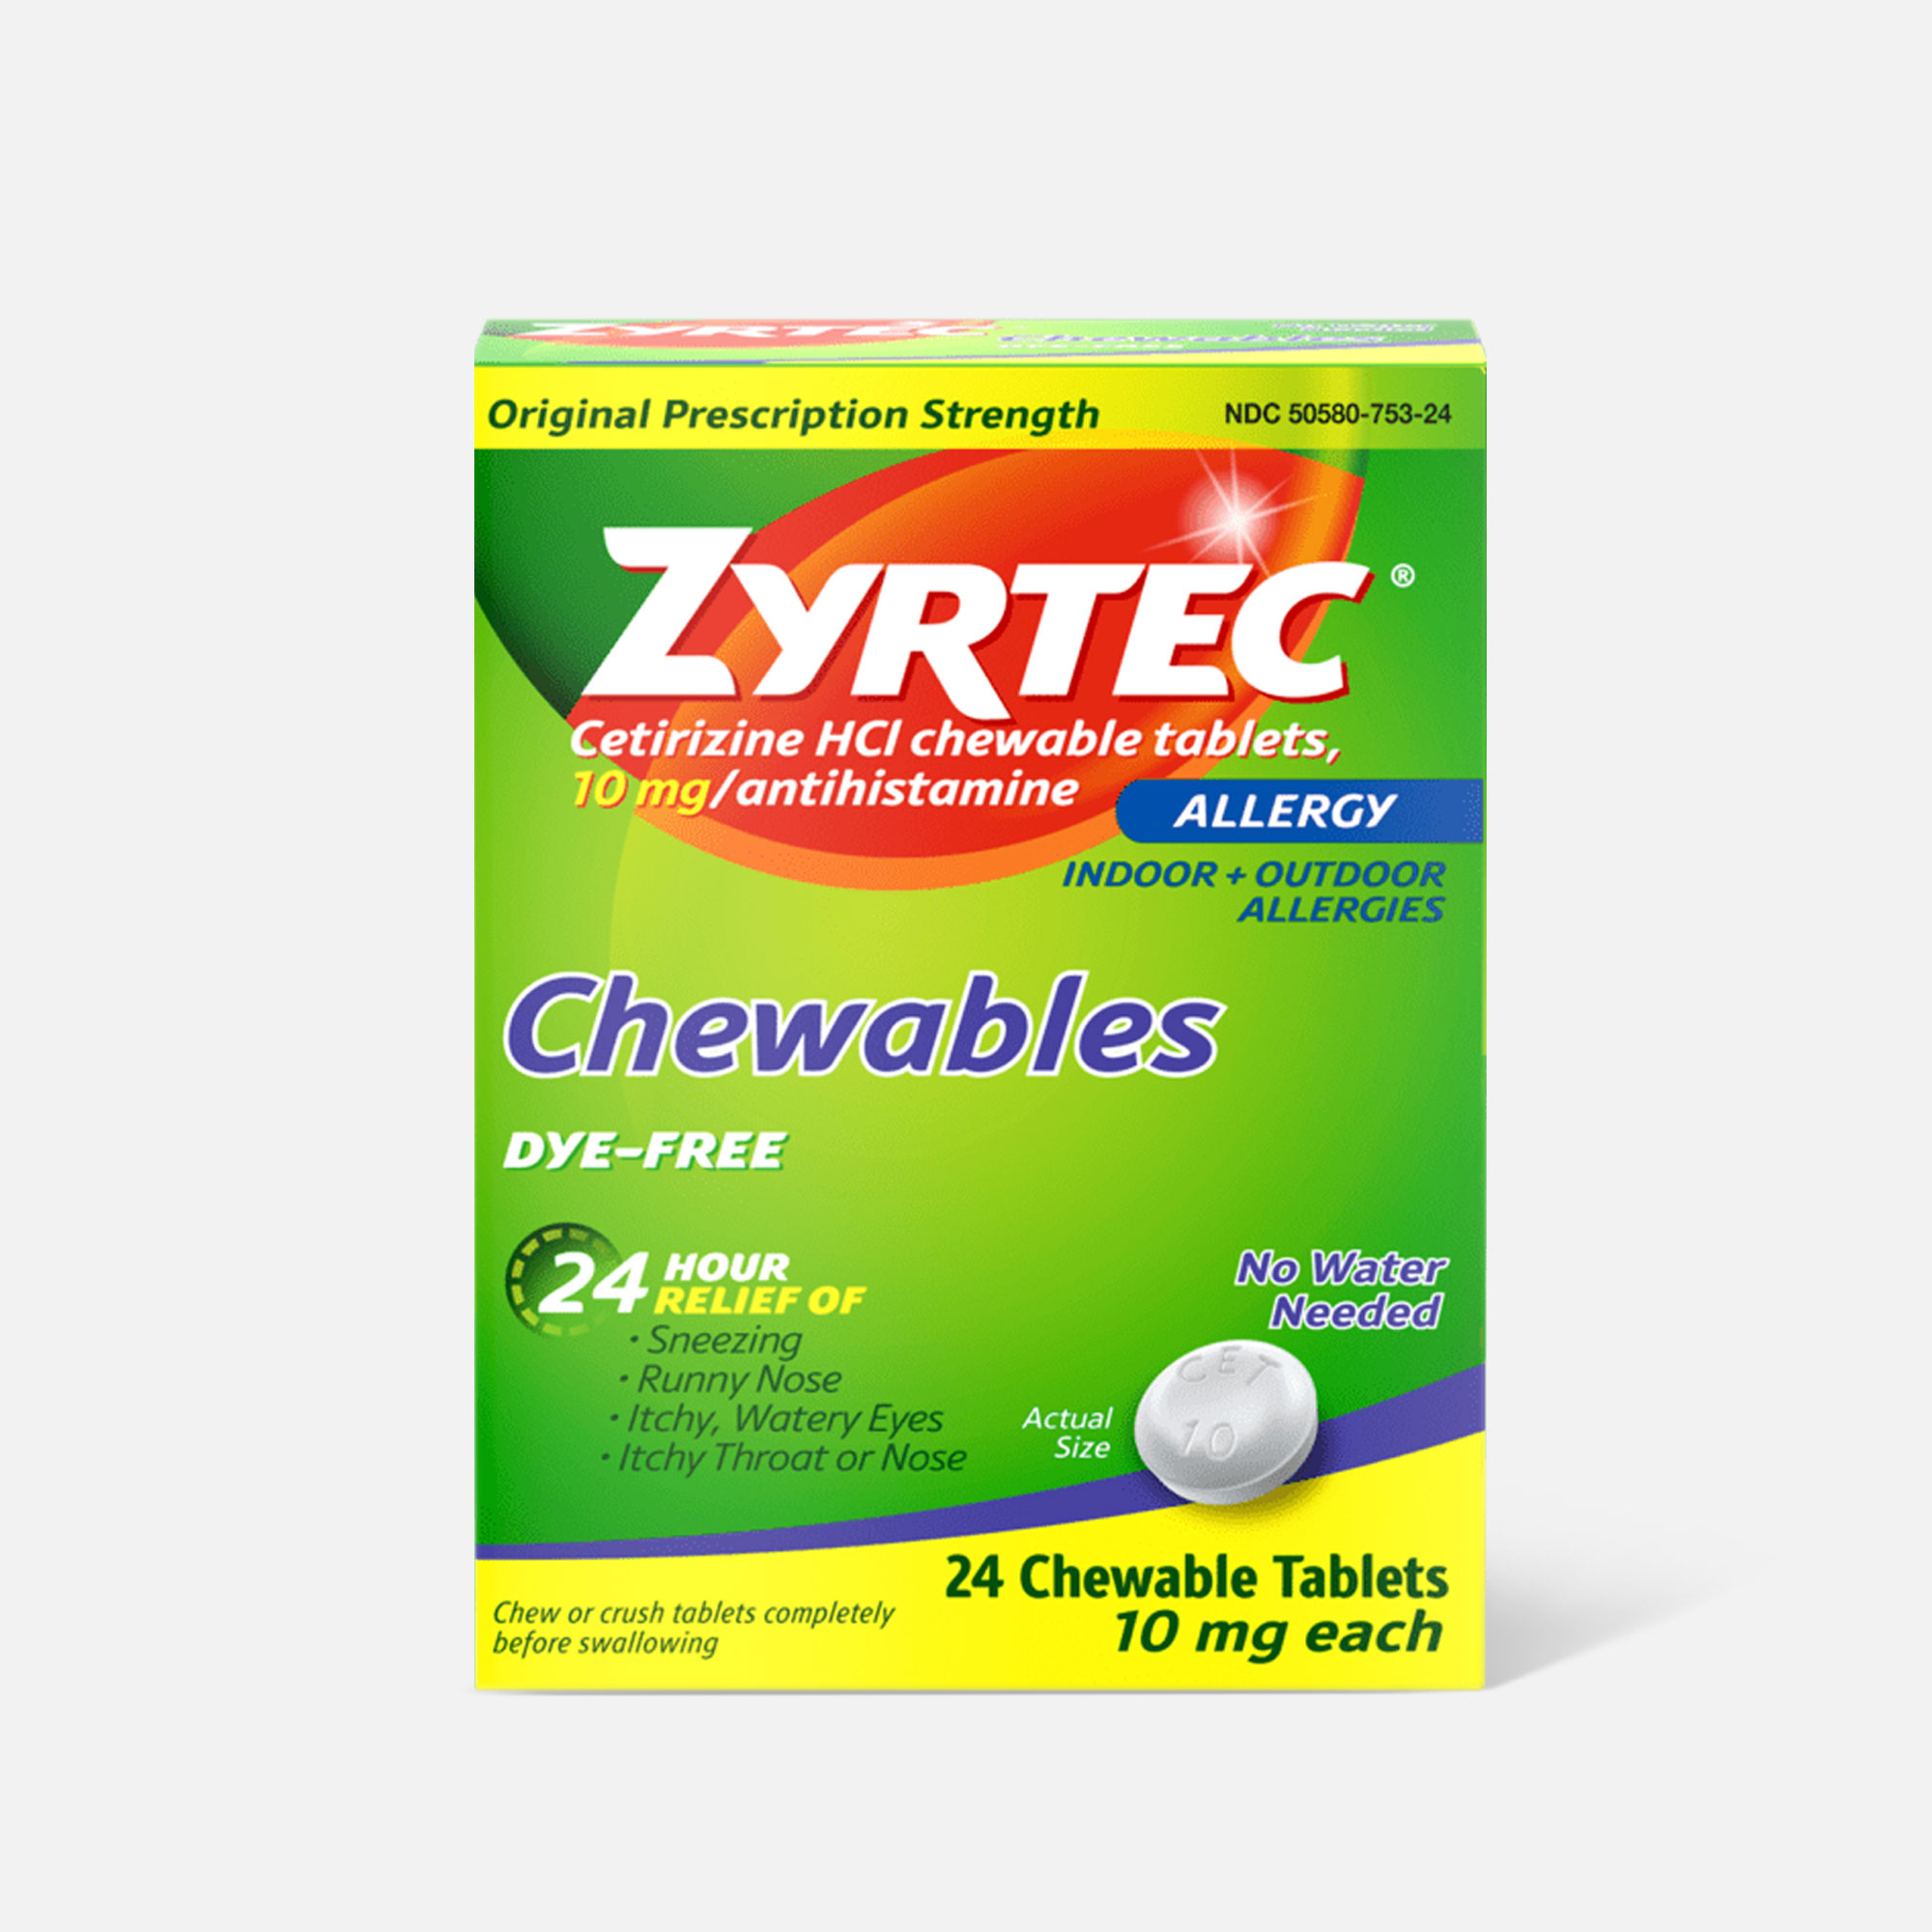 ZYRTEC
Chewables
Original Prescription Strength
NDC 50580-753-24
ZYRTEC®
Cetirizine HCl chewable tablets,
10 mg/antihistamine
ALLERGY
INDOOR + OUTDOOR
ALLERGIES
Chewables
DYE-FREE
24 HOUR
RELIEF OF
• Sneezing
• Runny Nose
• Itchy, Watery Eyes
• Itchy Throat or Nose
No Water
Needed
Actual
Size
CET
10
24 Chewable Tablets
10 mg each
Chew or crush tablets completely
before swallowing